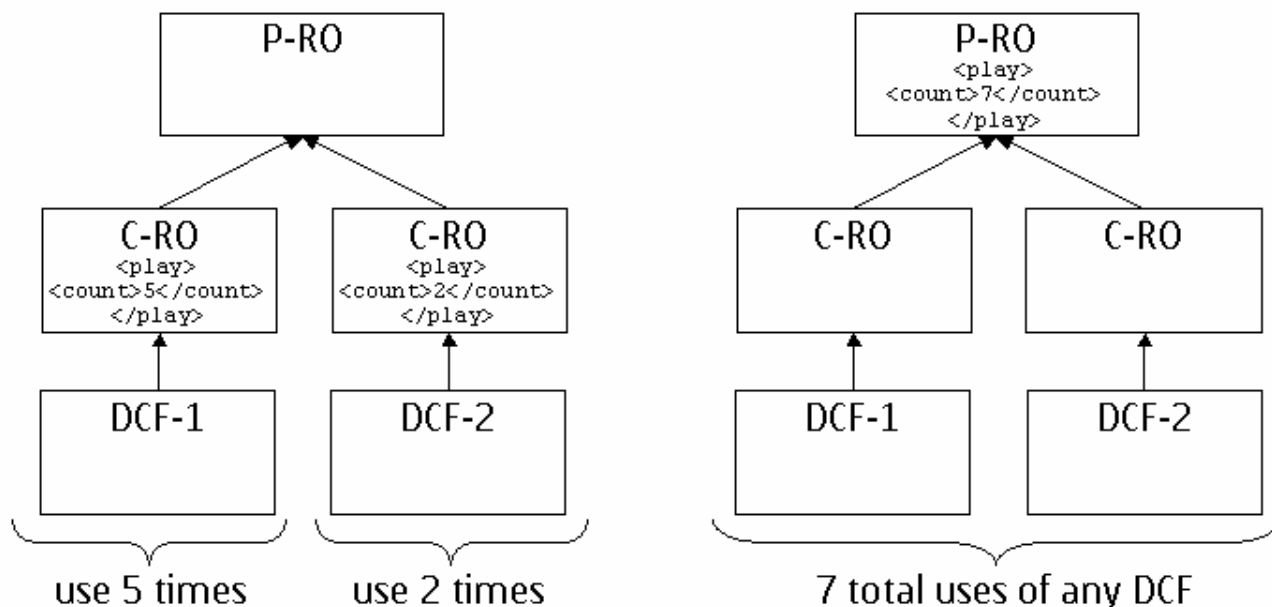 P-RO
P-RO
<play>
<count>7</count>
</play>
C-RO
<play>
<count>5</count>
</play>
C-RO
<play>
<count>2</count>
</play>
C-RO
C-RO
DCF-1
DCF-2
DCF-1
DCF-2
use 5 times
use 2 times
7 total uses of any DCF